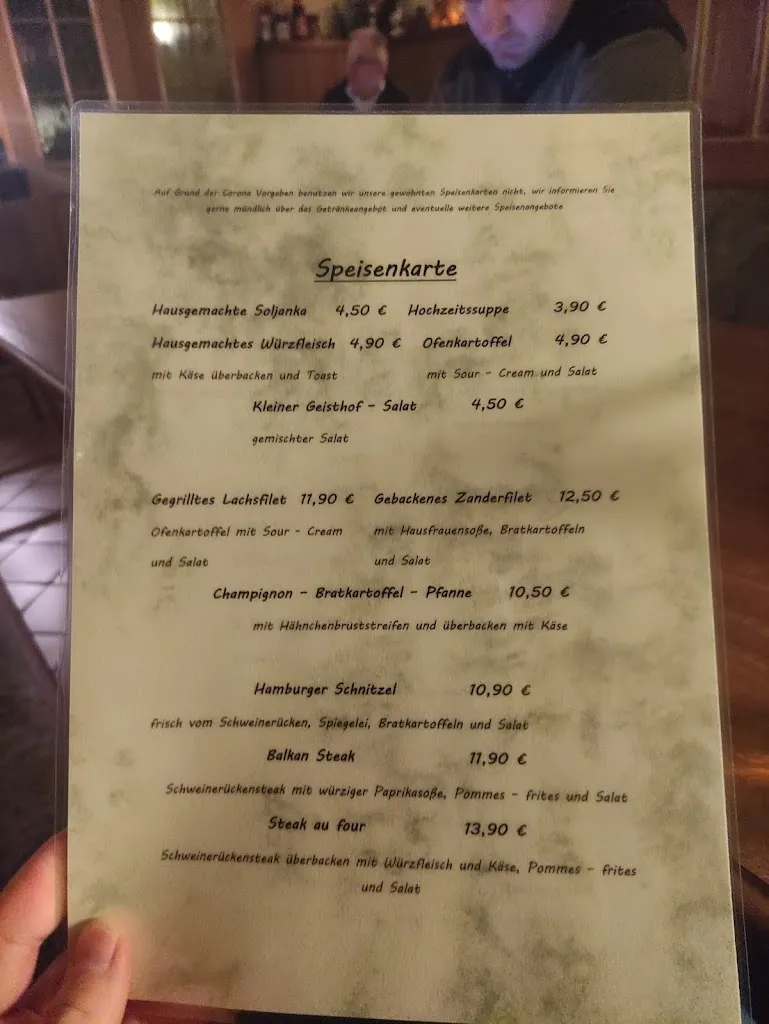 Auf Grund der Corona Vorgaben benutzen wir unsere gewohnten Speisenkarten nicht, wir informieren Sie
gerne mündlich über das Getränkeangebot und eventuelle weitere Speisenangebote
Speisenkarte
Hausgemachte Soljanka 4,50 € Hochzeitssuppe 3,90 €
Hausgemachtes Würzfleisch 4,90 € Ofenkartoffel 4,90 €
mit Käse überbacken und Toast mit Sour - Cream und Salat
Kleiner Geisthof - Salat 4,50 €
gemischter Salat
Gegrilltes Lachsfilet 11,90 € Gebackenes Zanderfilet 12,50 €
Ofenkartoffel mit Sour - Cream mit Hausfrauensoße, Bratkartoffeln
und Salat und Salat
Champignon - Bratkartoffel - Pfanne 10,50 €
mit Hähnchenbruststreifen und überbacken mit Käse
Hamburger Schnitzel 10,90 €
frisch vom Schweinerücken, Spiegelei, Bratkartoffeln und Salat
Balkan Steak 11,90 €
Schweinerückensteak mit würziger Paprikasoße, Pommes - frites und Salat
Steak au four 13,90 €
Schweinerückensteak überbacken mit Würzfleisch und Käse, Pommes - frites
und Salat